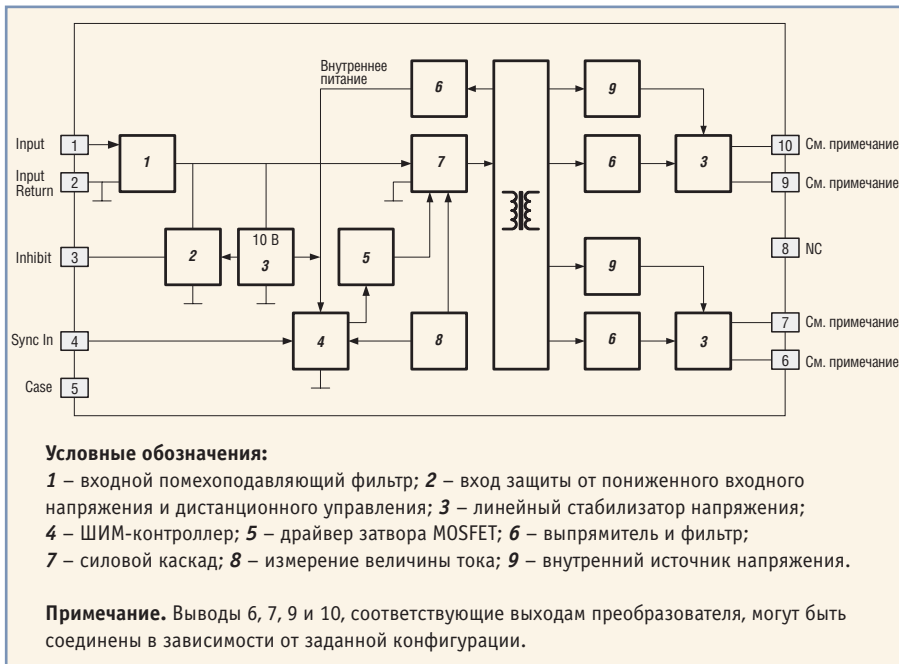 Внутреннее
питание
6
9
Input
1
1
7
6
3
10
См. примечание
Input
Return
2
9
См. примечание
Inhibit
3
2
10 В
3
5
9
8
NC
Sync In
4
4
8
6
3
7
См. примечание
6
См. примечание
Case
5
Условные обозначения:
1 – входной помехоподавляющий фильтр; 2 – вход защиты от пониженного входного
напряжения и дистанционного управления; 3 – линейный стабилизатор напряжения;
4 – ШИМ-контроллер; 5 – драйвер затвора MOSFET; 6 – выпрямитель и фильтр;
7 – силовой каскад; 8 – измерение величины тока; 9 – внутренний источник напряжения.
Примечание. Выводы 6, 7, 9 и 10, соответствующие выходам преобразователя, могут быть
соединены в зависимости от заданной конфигурации.